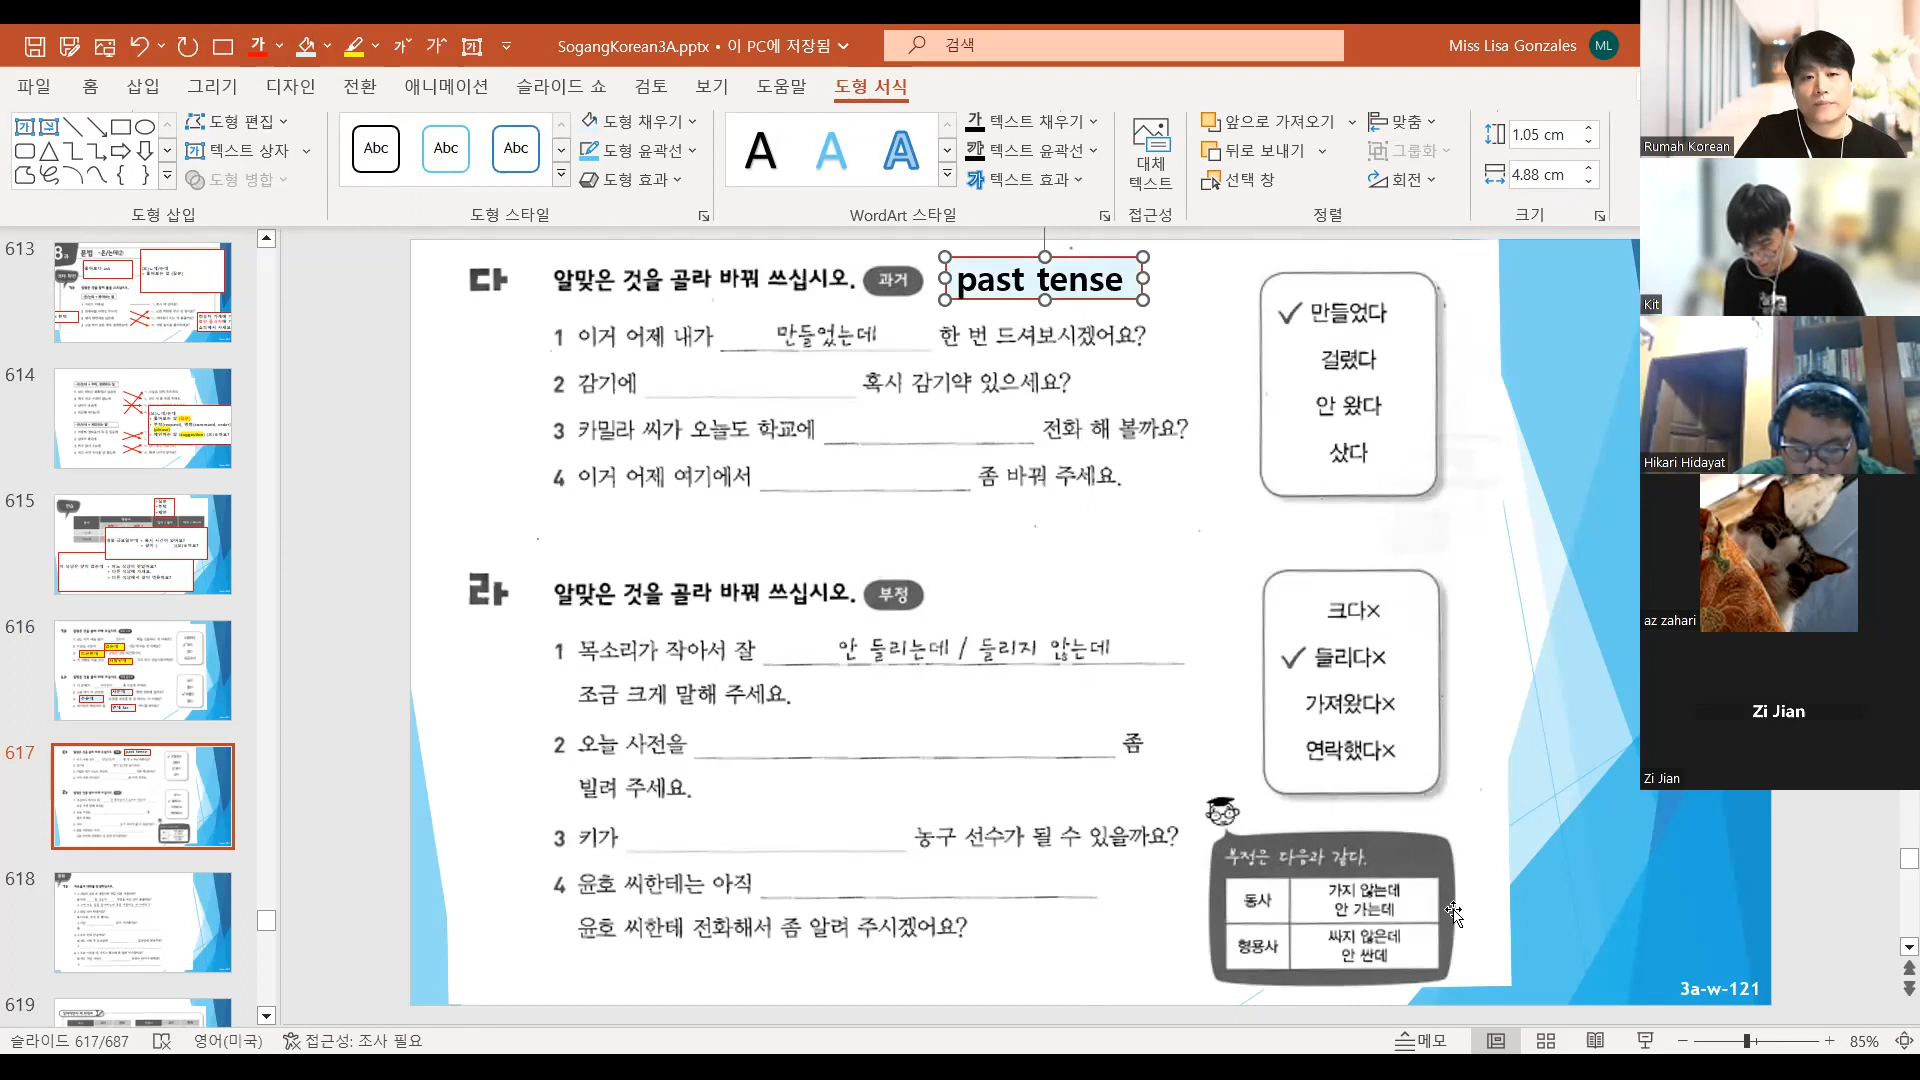 SogangKorean3A.pptx • 이 PC에 저장됨
검색
Miss Lisa Gonzales
ML
파일 홈 삽입 그리기 디자인 전환 애니메이션 슬라이드 쇼 검토 보기 도움말 도형 서식
도형 편집
텍스트 상자
도형 병합
도형 삽입
Abc Abc Abc
도형 채우기
도형 윤곽선
도형 효과
도형 스타일
A A A
텍스트 채우기
텍스트 윤곽선
텍스트 효과
WordArt 스타일
대체 텍스트
접근성
앞으로 가져오기
뒤로 보내기
선택 창
맞춤
그룹화
회전
정렬
1.05 cm
4.88 cm
크기
613
614
615
616
617
618
619
다 알맞은 것을 골라 바꿔 쓰십시오. 과거 past tense
1 이거 어제 내가 만들었는데 한 번 드셔보시겠어요?
2 감기에 혹시 감기약 있으세요?
3 카밀라 씨가 오늘도 학교에 전화 해 볼까요?
4 이거 어제 여기에서 좀 바꿔 주세요.
✓ 만들었다
걸렸다
안 왔다
샀다
라 알맞은 것을 골라 바꿔 쓰십시오. 부정
1 목소리가 작아서 잘 안 들리는데 / 들리지 않는데
조금 크게 말해 주세요.
2 오늘 사전을 좀
빌려 주세요.
3 키가 농구 선수가 될 수 있을까요?
4 윤호 씨한테는 아직
윤호 씨한테 전화해서 좀 알려 주시겠어요?
크다×
✓ 들리다×
가져왔다×
연락했다×
부정은 다음과 같다.
동사 가지 않는데
안 가는데
형용사 싸지 않은데
안 싼데
3a-w-121
Rumah Korean
Kit
Hikari Hidayat
az zahari
Zi Jian
Zi Jian
슬라이드 617/687
영어(미국)
접근성: 조사 필요
메모
85%